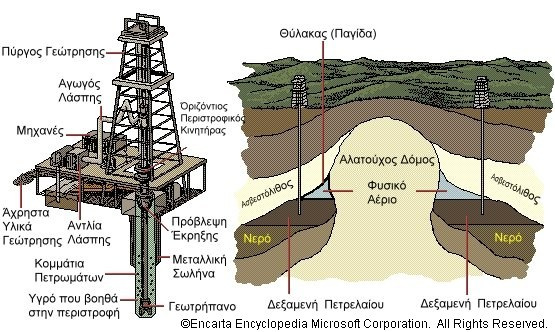 Πύργος Γεώτρησης
Αγωγός
Λάσπης
Μηχανές
Όριζόντιος
Περιστροφικός
Κινητήρας
Άχρηστα
Υλικά
Γεώτρησης
Αντλία
Λάσπης
Πρόβλεψη
Έκρηξης
Μεταλλική
Σωλήνα
Κομμάτια
Πετρωμάτων
Υγρό που βοηθά
στην περιστροφή
Γεωτρήπανο
Θύλακας (Παγίδα)
Αλατούχος Δόμος
Φυσικό
Αέριο
Ασβεστόλιθος
Ασβεστόλιθος
Νερό
Νερό
Δεξαμενή Πετρελαίου
Δεξαμενή Πετρελαίου
©Encarta Encyclopedia Microsoft Corporation. All Rights Reserved.